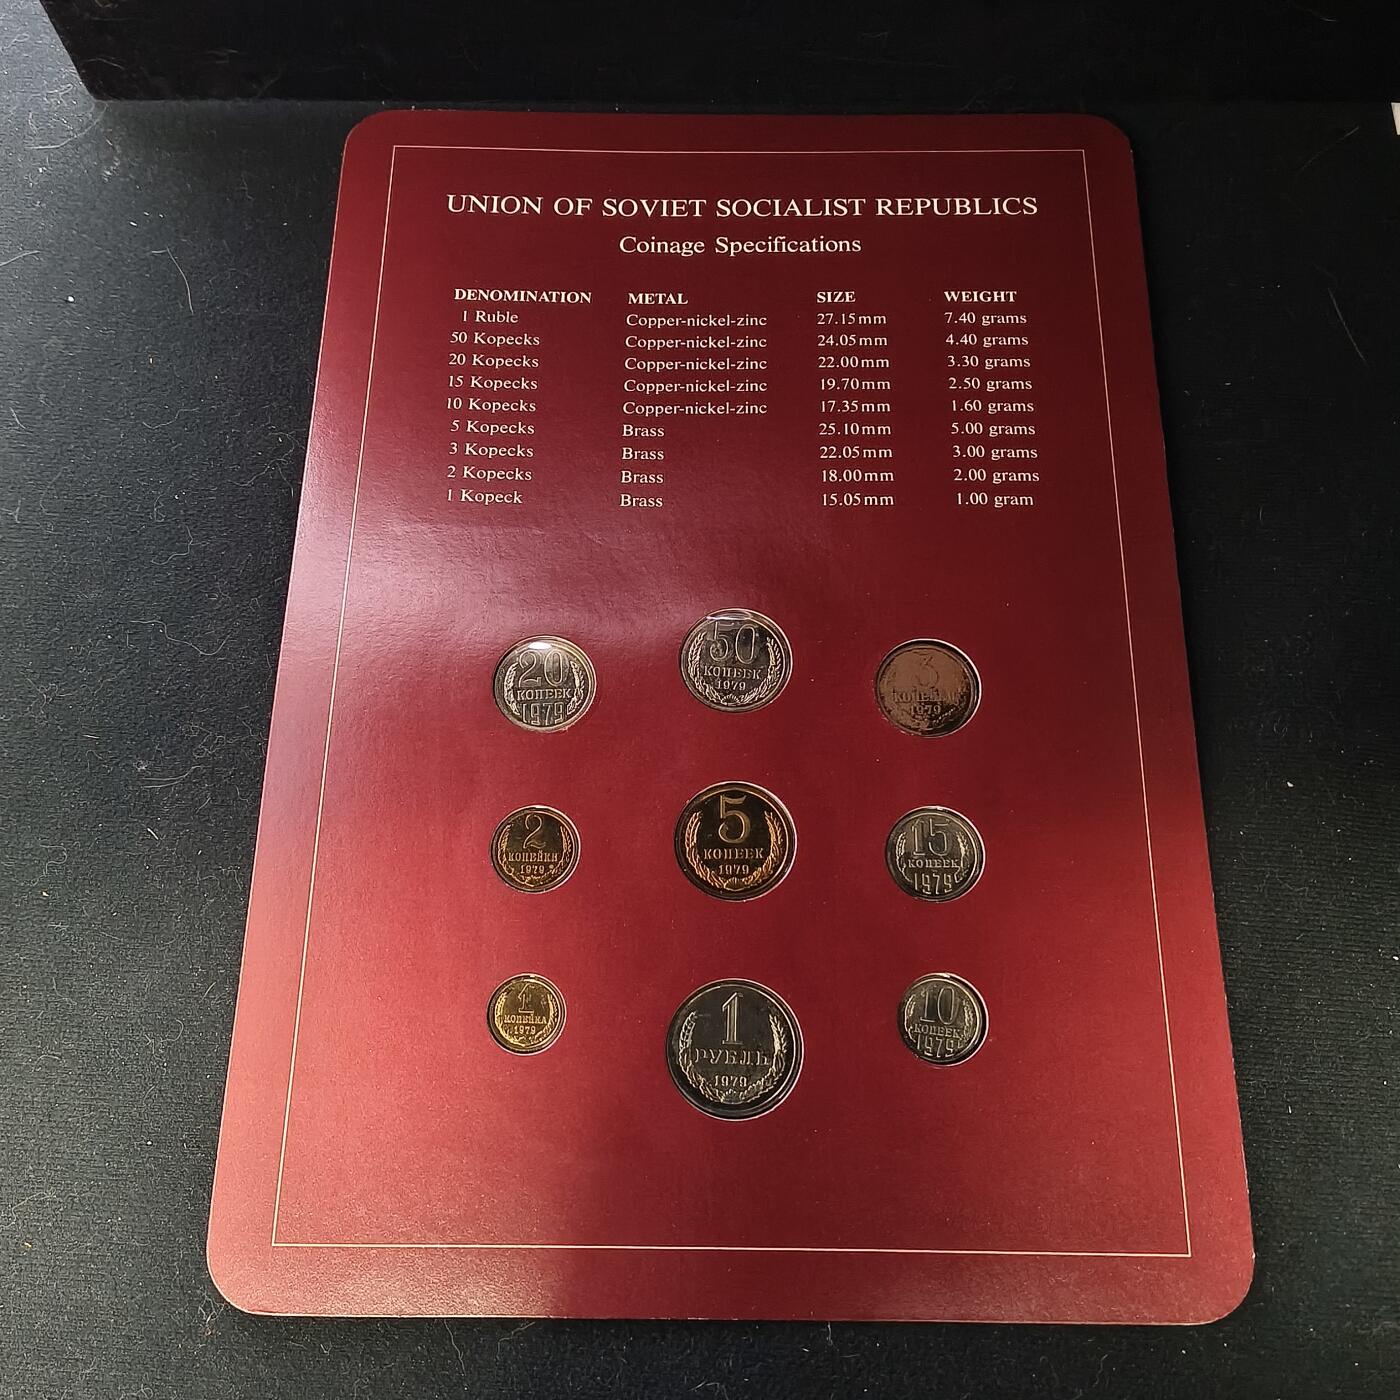 UNION OF SOVIET SOCIALIST REPUBLICS
Coinage Specifications
DENOMINATION METAL SIZE WEIGHT
1 Ruble Copper-nickel-zinc 27.15mm 7.40 grams
50 Kopecks Copper-nickel-zinc 24.05mm 4.40 grams
20 Kopecks Copper-nickel-zinc 22.00mm 3.30 grams
15 Kopecks Copper-nickel-zinc 19.70mm 2.50 grams
10 Kopecks Copper-nickel-zinc 17.35mm 1.60 grams
5 Kopecks Brass 25.10mm 5.00 grams
3 Kopecks Brass 22.05mm 3.00 grams
2 Kopecks Brass 18.00mm 2.00 grams
1 Kopeck Brass 15.05mm 1.00 gram
20
КОПЕЕК
1979
50
КОПЕЕК
1979
3
КОПЕЙКИ
1979
2
КОПЕЙКИ
1979
5
КОПЕЕК
1979
15
КОПЕЕК
1979
1
КОПЕЙКА
1979
1
РУБЛЬ
1979
10
КОПЕЕК
1979